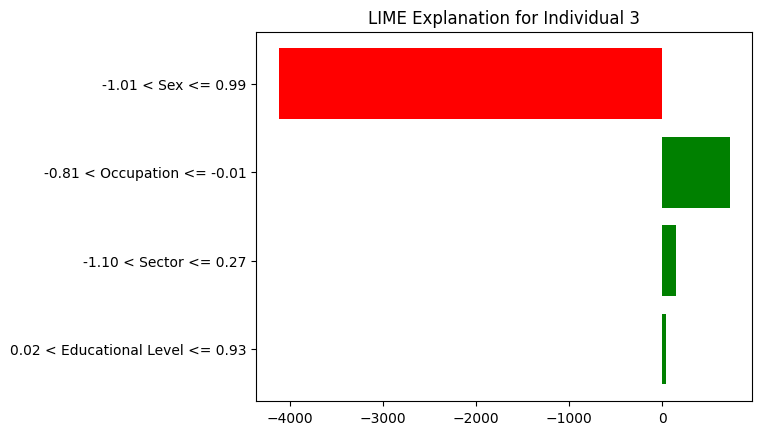 LIME Explanation for Individual 3
-1.01 < Sex <= 0.99
-0.81 < Occupation <= -0.01
-1.10 < Sector <= 0.27
0.02 < Educational Level <= 0.93
−4000 −3000 −2000 −1000 0